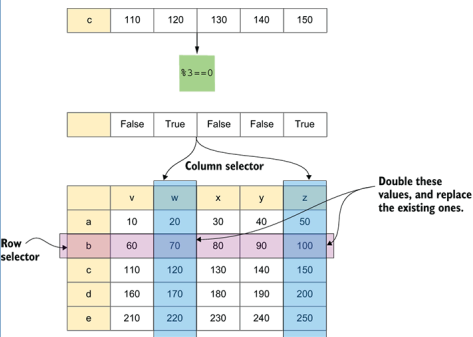 c 110 120 130 140 150
%3==0
False True False False True
Column selector
Double these
values, and replace
the existing ones.
v w x y z
a 10 20 30 40 50
Row
selector
b 60 70 80 90 100
c 110 120 130 140 150
d 160 170 180 190 200
e 210 220 230 240 250